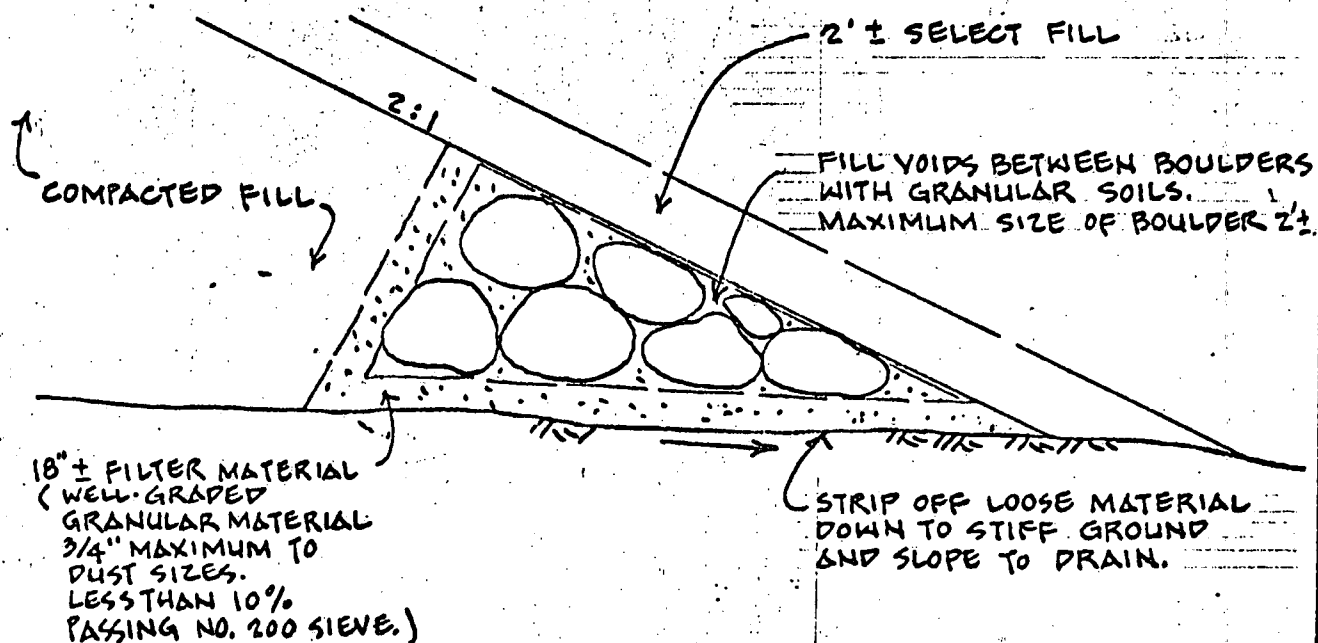 2' ± SELECT FILL
2:1
COMPACTED FILL
FILL VOIDS BETWEEN BOULDERS
WITH GRANULAR SOILS.
MAXIMUM SIZE OF BOULDER 2'±.
18" ± FILTER MATERIAL
(WELL-GRADED
GRANULAR MATERIAL
3/4" MAXIMUM TO
DUST SIZES.
LESS THAN 10%
PASSING NO. 200 SIEVE.)
STRIP OFF LOOSE MATERIAL
DOWN TO STIFF GROUND
AND SLOPE TO DRAIN.